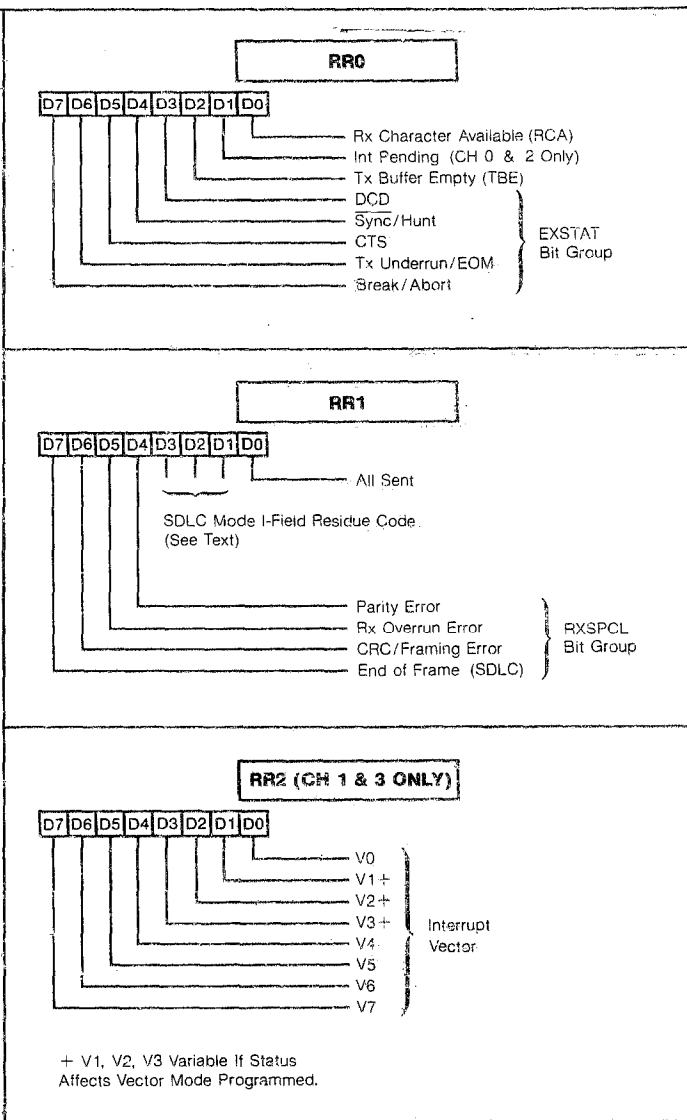 RR0
D7 D6 D5 D4 D3 D2 D1 D0
Rx Character Available (RCA)
Int Pending (CH 0 & 2 Only)
Tx Buffer Empty (TBE)
DCD
S̅y̅n̅c̅/Hunt
CTS
Tx Underrun/EOM
Break/Abort
EXSTAT
Bit Group
RR1
D7 D6 D5 D4 D3 D2 D1 D0
All Sent
SDLC Mode I-Field Residue Code
(See Text)
Parity Error
Rx Overrun Error
CRC/Framing Error
End of Frame (SDLC)
RXSPCL
Bit Group
RR2 (CH 1 & 3 ONLY)
D7 D6 D5 D4 D3 D2 D1 D0
V0
V1+
V2+
V3+
V4
V5
V6
V7
Interrupt
Vector
+ V1, V2, V3 Variable If Status
Affects Vector Mode Programmed.